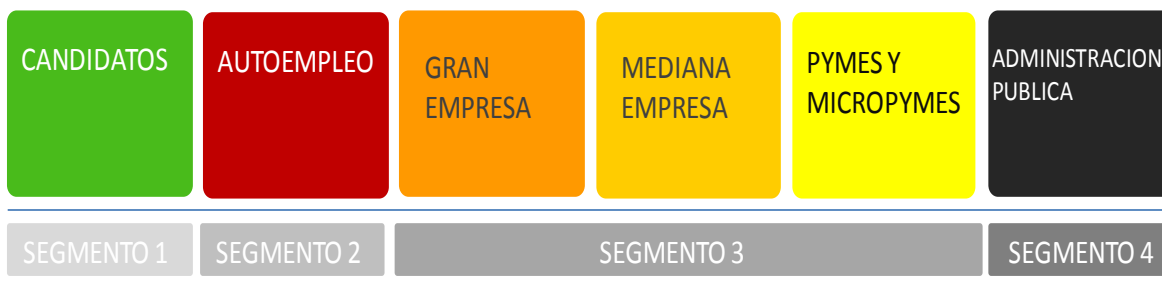 CANDIDATOS
AUTOEMPLEO
GRAN
EMPRESA
MEDIANA
EMPRESA
PYMES Y
MICROPYMES
ADMINISTRACION
PUBLICA
SEGMENTO 1
SEGMENTO 2
SEGMENTO 3
SEGMENTO 4